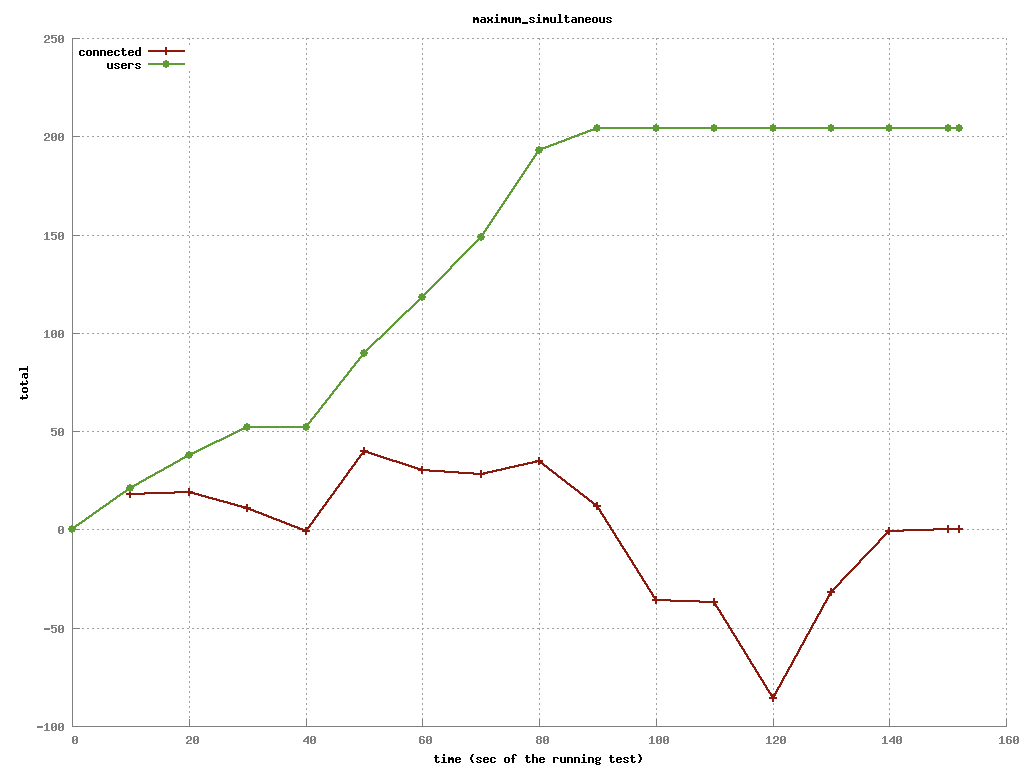 maximum_simultaneous
250
connected
users
200
150
100
total
50
0
-50
-100
0 20 40 60 80 100 120 140 160
time (sec of the running test)